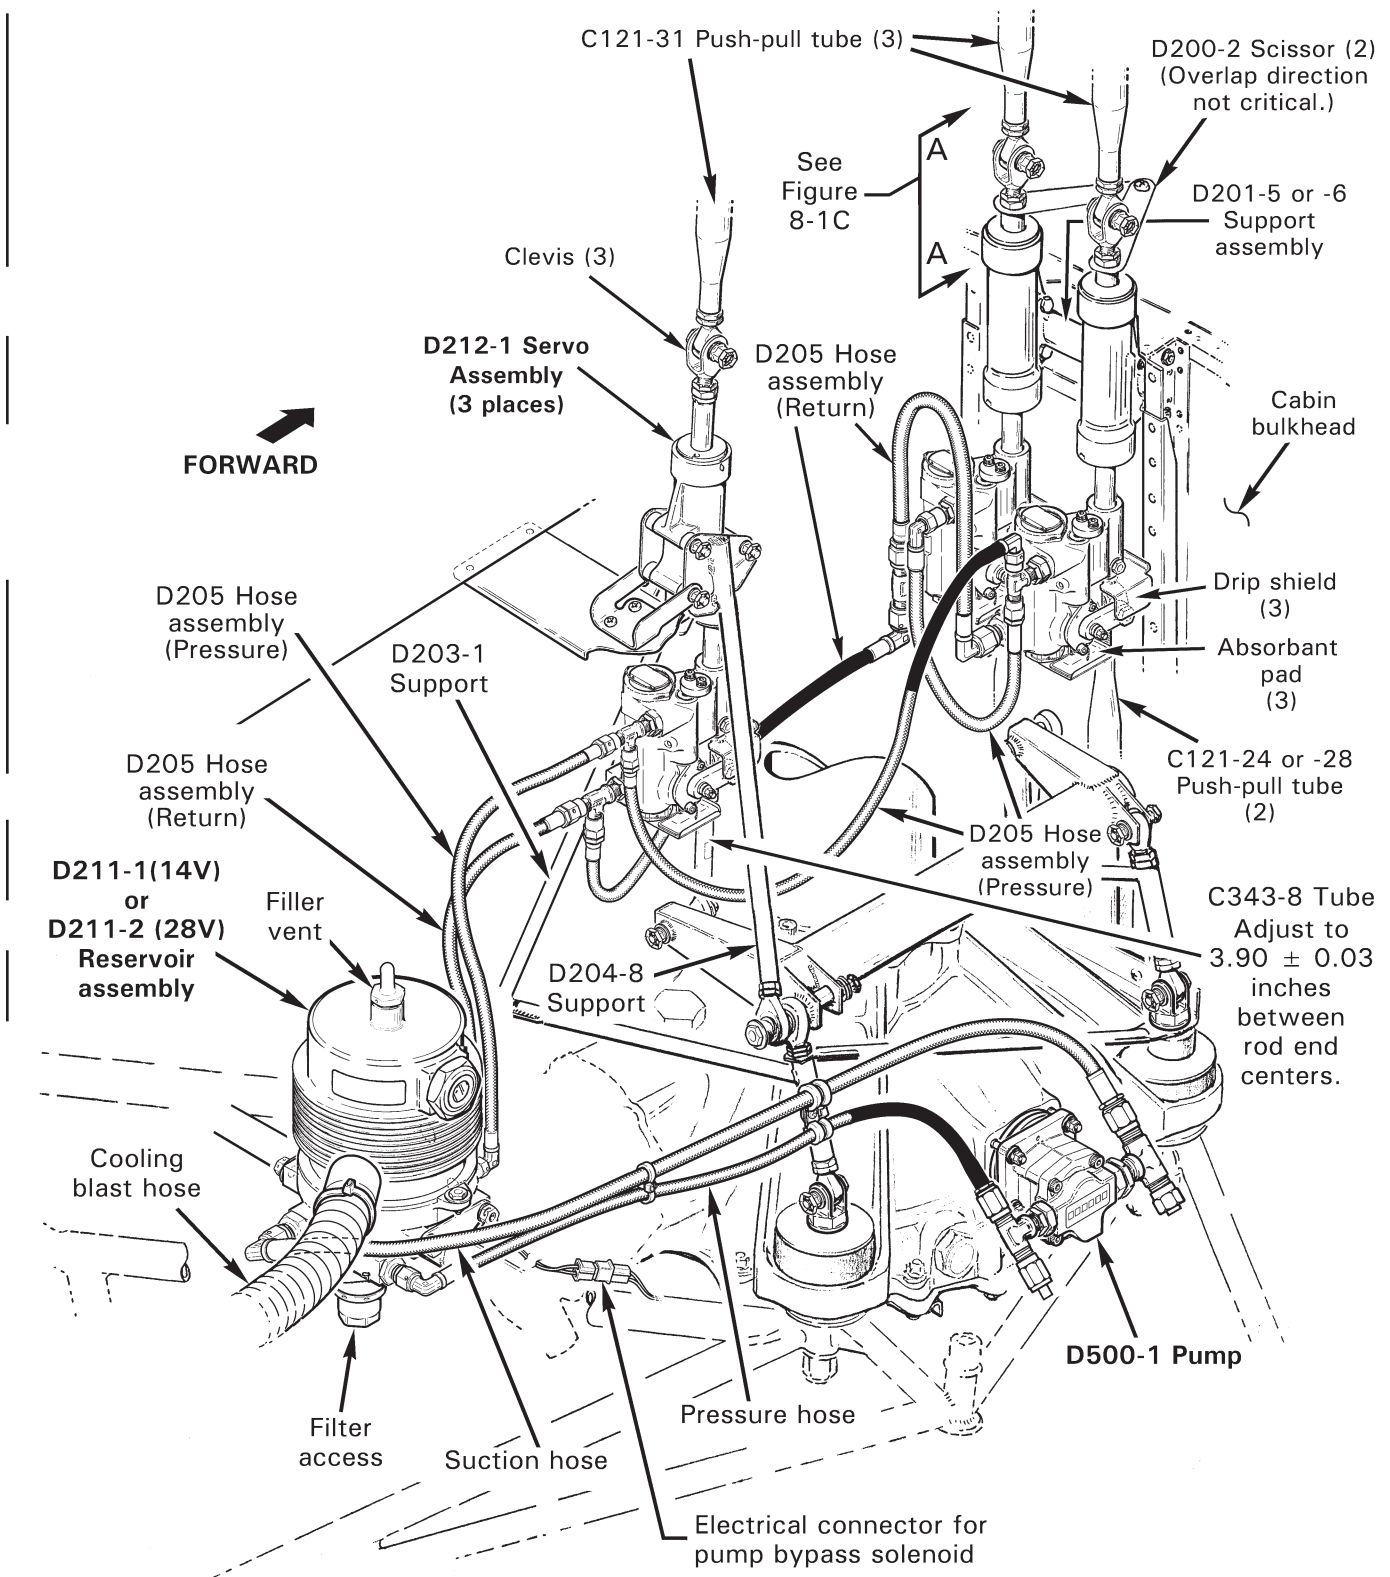 C121-31 Push-pull tube (3)
D200-2 Scissor (2)
(Overlap direction
not critical.)
A
See
Figure
8-1C
A
D201-5 or -6
Support
assembly
Clevis (3)
D212-1 Servo
Assembly
(3 places)
D205 Hose
assembly
(Return)
Cabin
bulkhead
FORWARD
D205 Hose
assembly
(Pressure)
D203-1
Support
Drip shield
(3)
Absorbant
pad
(3)
C121-24 or -28
Push-pull tube
(2)
D205 Hose
assembly
(Return)
D205 Hose
assembly
(Pressure)
D211-1(14V)
or
D211-2 (28V)
Reservoir
assembly
Filler
vent
C343-8 Tube
Adjust to
3.90 ± 0.03
inches
between
rod end
centers.
D204-8
Support
Cooling
blast hose
D500-1 Pump
Filter
access
Suction hose
Pressure hose
Electrical connector for
pump bypass solenoid